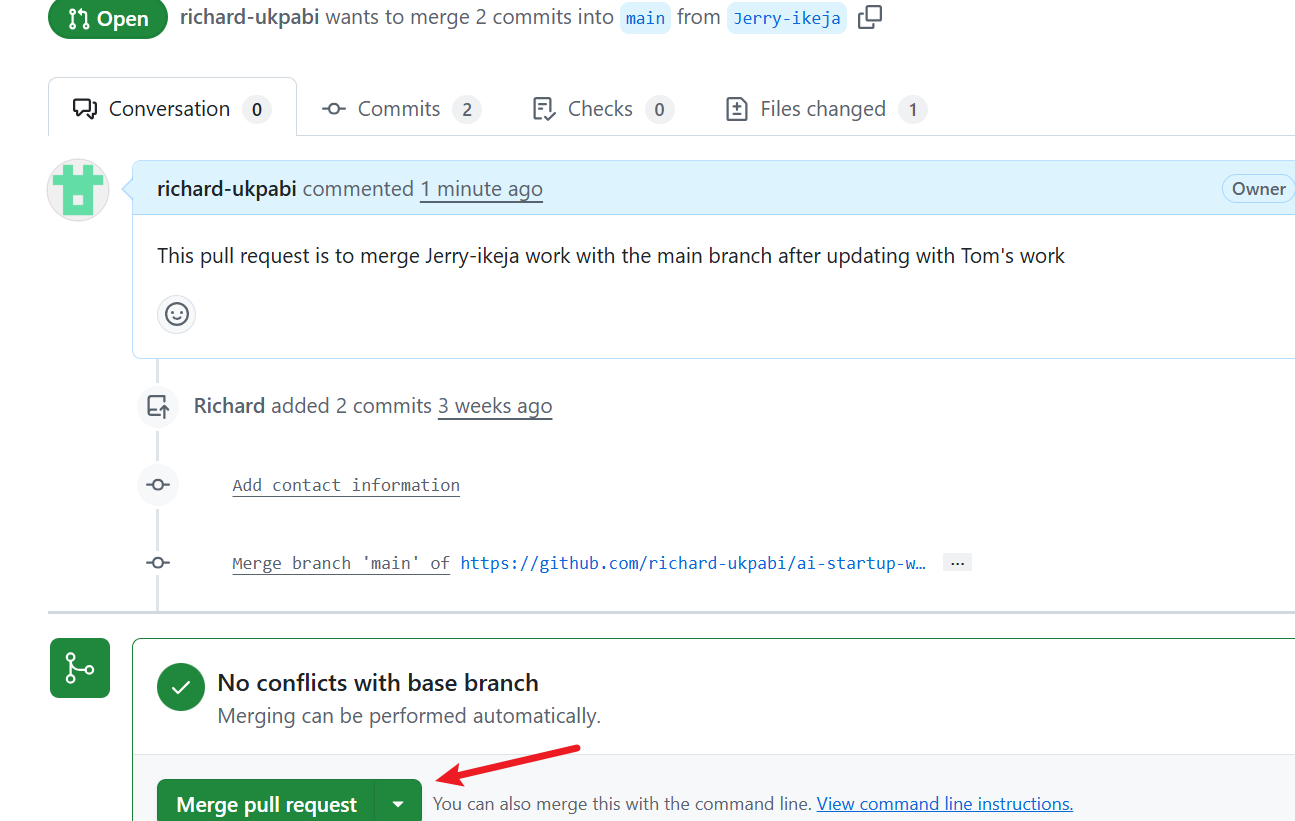 Open richard-ukpabi wants to merge 2 commits into main from Jerry-ikeja
Conversation 0 Commits 2 Checks 0 Files changed 1
richard-ukpabi commented 1 minute ago Owner
This pull request is to merge Jerry-ikeja work with the main branch after updating with Tom's work
Richard added 2 commits 3 weeks ago
Add contact information
Merge branch 'main' of https://github.com/richard-ukpabi/ai-startup-w… …
No conflicts with base branch
Merging can be performed automatically.
Merge pull request You can also merge this with the command line. View command line instructions.